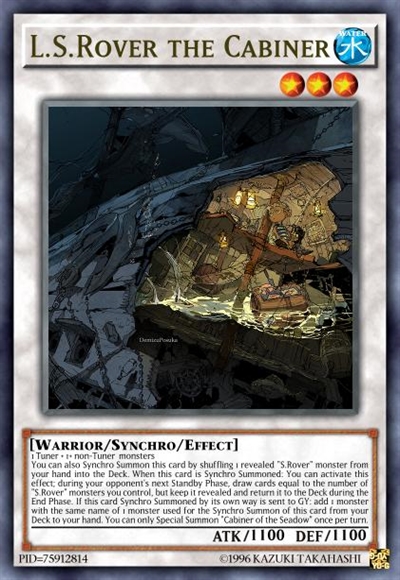 L.S.Rover the Cabiner
WATER
水
DemizuPosuka
[Warrior/Synchro/Effect]
1 Tuner + 1+ non-Tuner monsters
You can also Synchro Summon this card by shuffling 1 revealed "S.Rover" monster from
your hand into the Deck. When this card is Synchro Summoned: You can activate this
effect; during your opponent's next Standby Phase, draw cards equal to the number of
"S.Rover" monsters you control, but keep it revealed and return it to the Deck during the
End Phase. If this card Synchro Summoned by its own way is sent to GY: add 1 monster
with the same name of 1 monster used for the Synchro Summon of this card from your
Deck to your hand. You can only Special Summon "Cabiner of the Seadow" once per turn.
ATK/1100 DEF/1100
PID=75912814 ©1996 KAZUKI TAKAHASHI